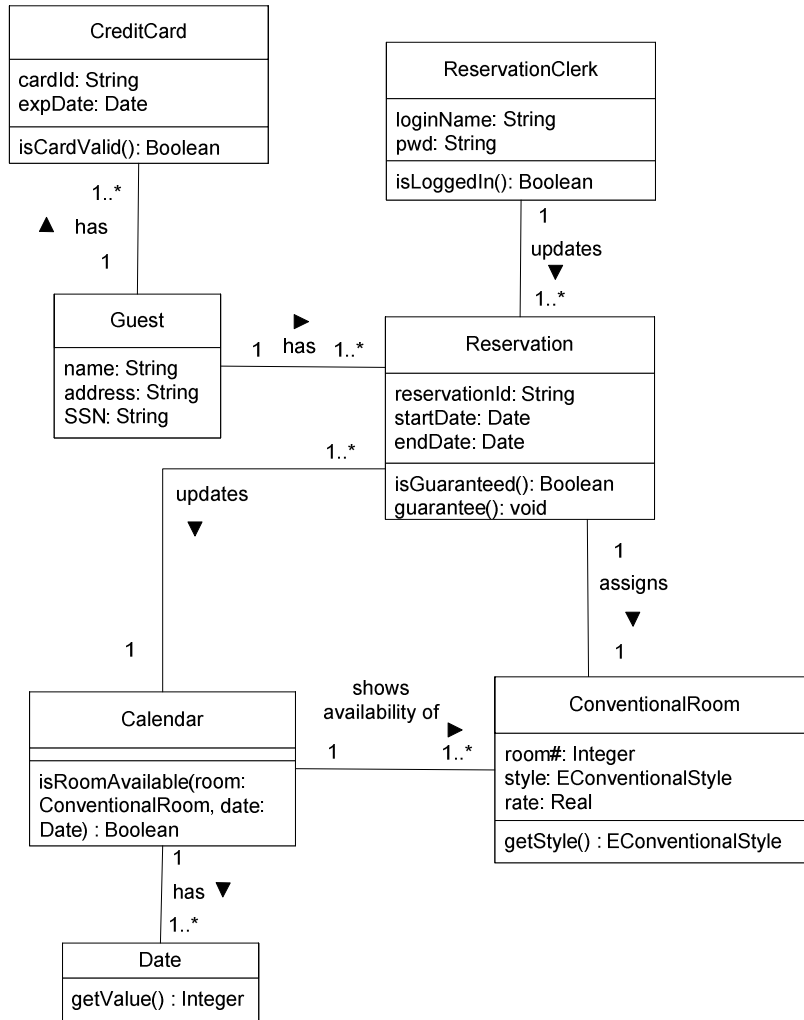 CreditCard
cardId: String
expDate: Date
isCardValid(): Boolean
ReservationClerk
loginName: String
pwd: String
isLoggedIn(): Boolean
1..*
has
1
1
updates
1..*
Guest
name: String
address: String
SSN: String
1
has
1..*
Reservation
reservationId: String
startDate: Date
endDate: Date
isGuaranteed(): Boolean
guarantee(): void
1..*
updates
1
1
assigns
1
Calendar
isRoomAvailable(room:
ConventionalRoom, date:
Date) : Boolean
shows
availability of
1
1..*
ConventionalRoom
room#: Integer
style: EConventionalStyle
rate: Real
getStyle() : EConventionalStyle
1
has
1..*
Date
getValue() : Integer